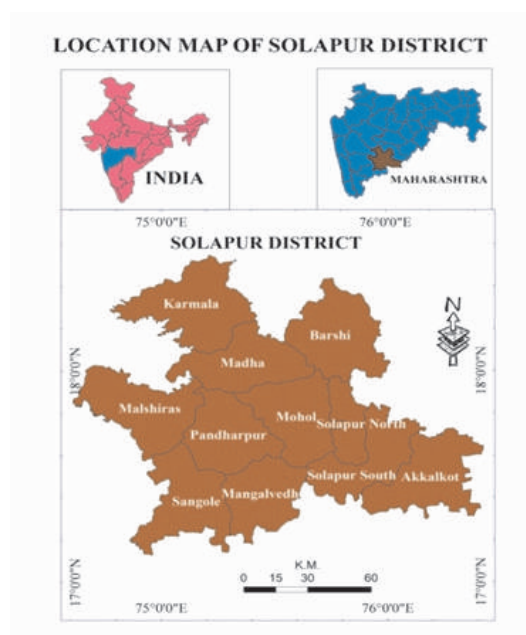 LOCATION MAP OF SOLAPUR DISTRICT
INDIA
MAHARASHTRA
75°0'0"E
76°0'0"E
SOLAPUR DISTRICT
Karmala
N
Barshi
Madha
18°0'0"N
18°0'0"N
Malshiras
Mohol
Solapur North
Pandharpur
Solapur South
Akkalkot
Sangole
Mangalvedh
K.M.
0 15 30 60
17°0'0"N
17°0'0"N
75°0'0"E
76°0'0"E